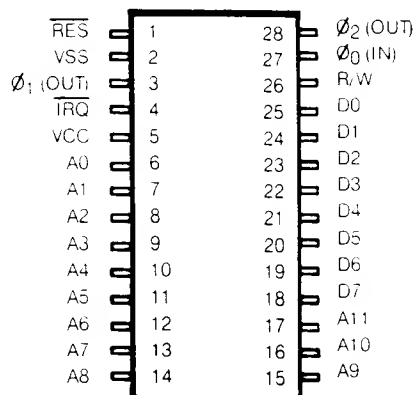 R̅E̅S̅ 1 28 Ø₂ (OUT)
VSS 2 27 Ø₀ (IN)
Ø₁ (OUT) 3 26 R/W
I̅R̅Q̅ 4 25 D0
VCC 5 24 D1
A0 6 23 D2
A1 7 22 D3
A2 8 21 D4
A3 9 20 D5
A4 10 19 D6
A5 11 18 D7
A6 12 17 A11
A7 13 16 A10
A8 14 15 A9